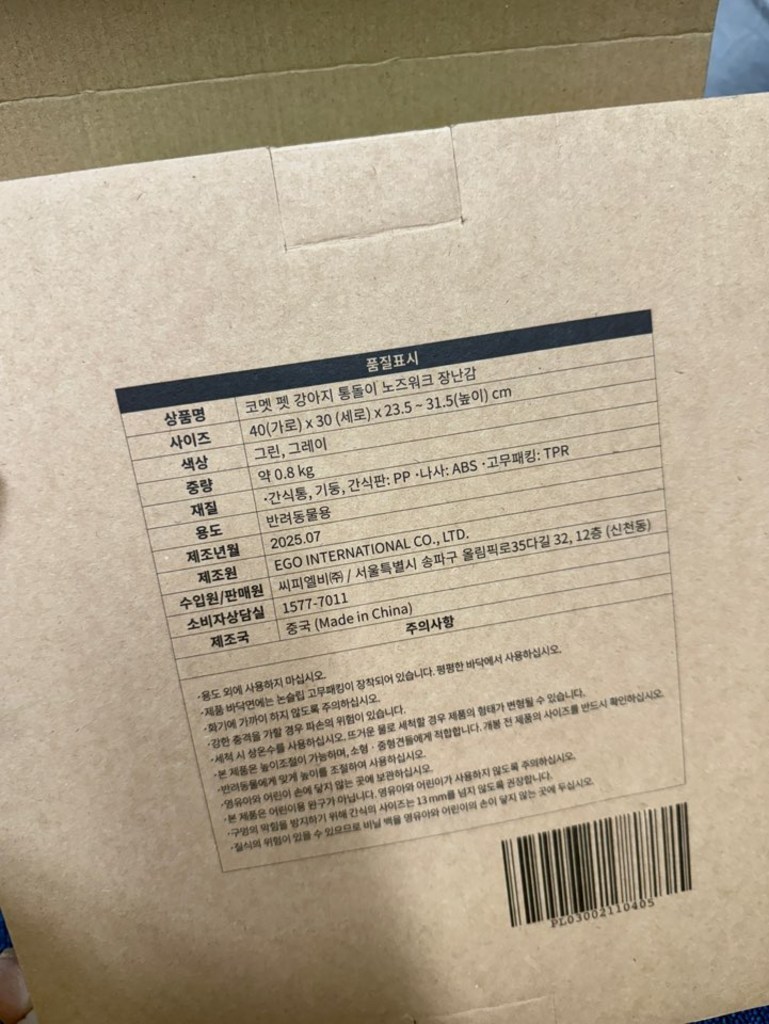 품질표시
상품명 코멧 펫 강아지 통돌이 노즈워크 장난감
사이즈 40(가로) x 30 (세로) x 23.5 ~ 31.5(높이) cm
색상 그린, 그레이
중량 약 0.8 kg
재질 ·간식통, 기둥, 간식판: PP ·나사: ABS ·고무패킹: TPR
용도 반려동물용
제조년월 2025.07
제조원 EGO INTERNATIONAL CO., LTD.
수입원/판매원 씨피엘비㈜ / 서울특별시 송파구 올림픽로35다길 32, 12층 (신천동)
소비자상담실 1577-7011
제조국 중국 (Made in China)
주의사항
·용도 외에 사용하지 마십시오.
·제품 바닥면에는 논슬립 고무패킹이 장착되어 있습니다. 평평한 바닥에서 사용하십시오.
·화기에 가까이 하지 않도록 주의하십시오.
·강한 충격을 가할 경우 파손의 위험이 있습니다.
·세척 시 상온수를 사용하십시오. 뜨거운 물로 세척할 경우 제품의 형태가 변형될 수 있습니다.
·본 제품은 높이조절이 가능하며, 소형 · 중형견들에게 적합합니다. 개봉 전 제품의 사이즈를 반드시 확인하십시오.
·반려동물에게 맞게 높이를 조절하여 사용하십시오.
·영유아와 어린이 손에 닿지 않는 곳에 보관하십시오.
·본 제품은 어린이용 완구가 아닙니다. 영유아와 어린이가 사용하지 않도록 주의하십시오.
·구멍의 막힘을 방지하기 위해 간식의 사이즈는 13 mm를 넘지 않도록 권장합니다.
·질식의 위험이 있을 수 있으므로 비닐 백을 영유아와 어린이의 손이 닿지 않는 곳에 두십시오.
PL03002110405